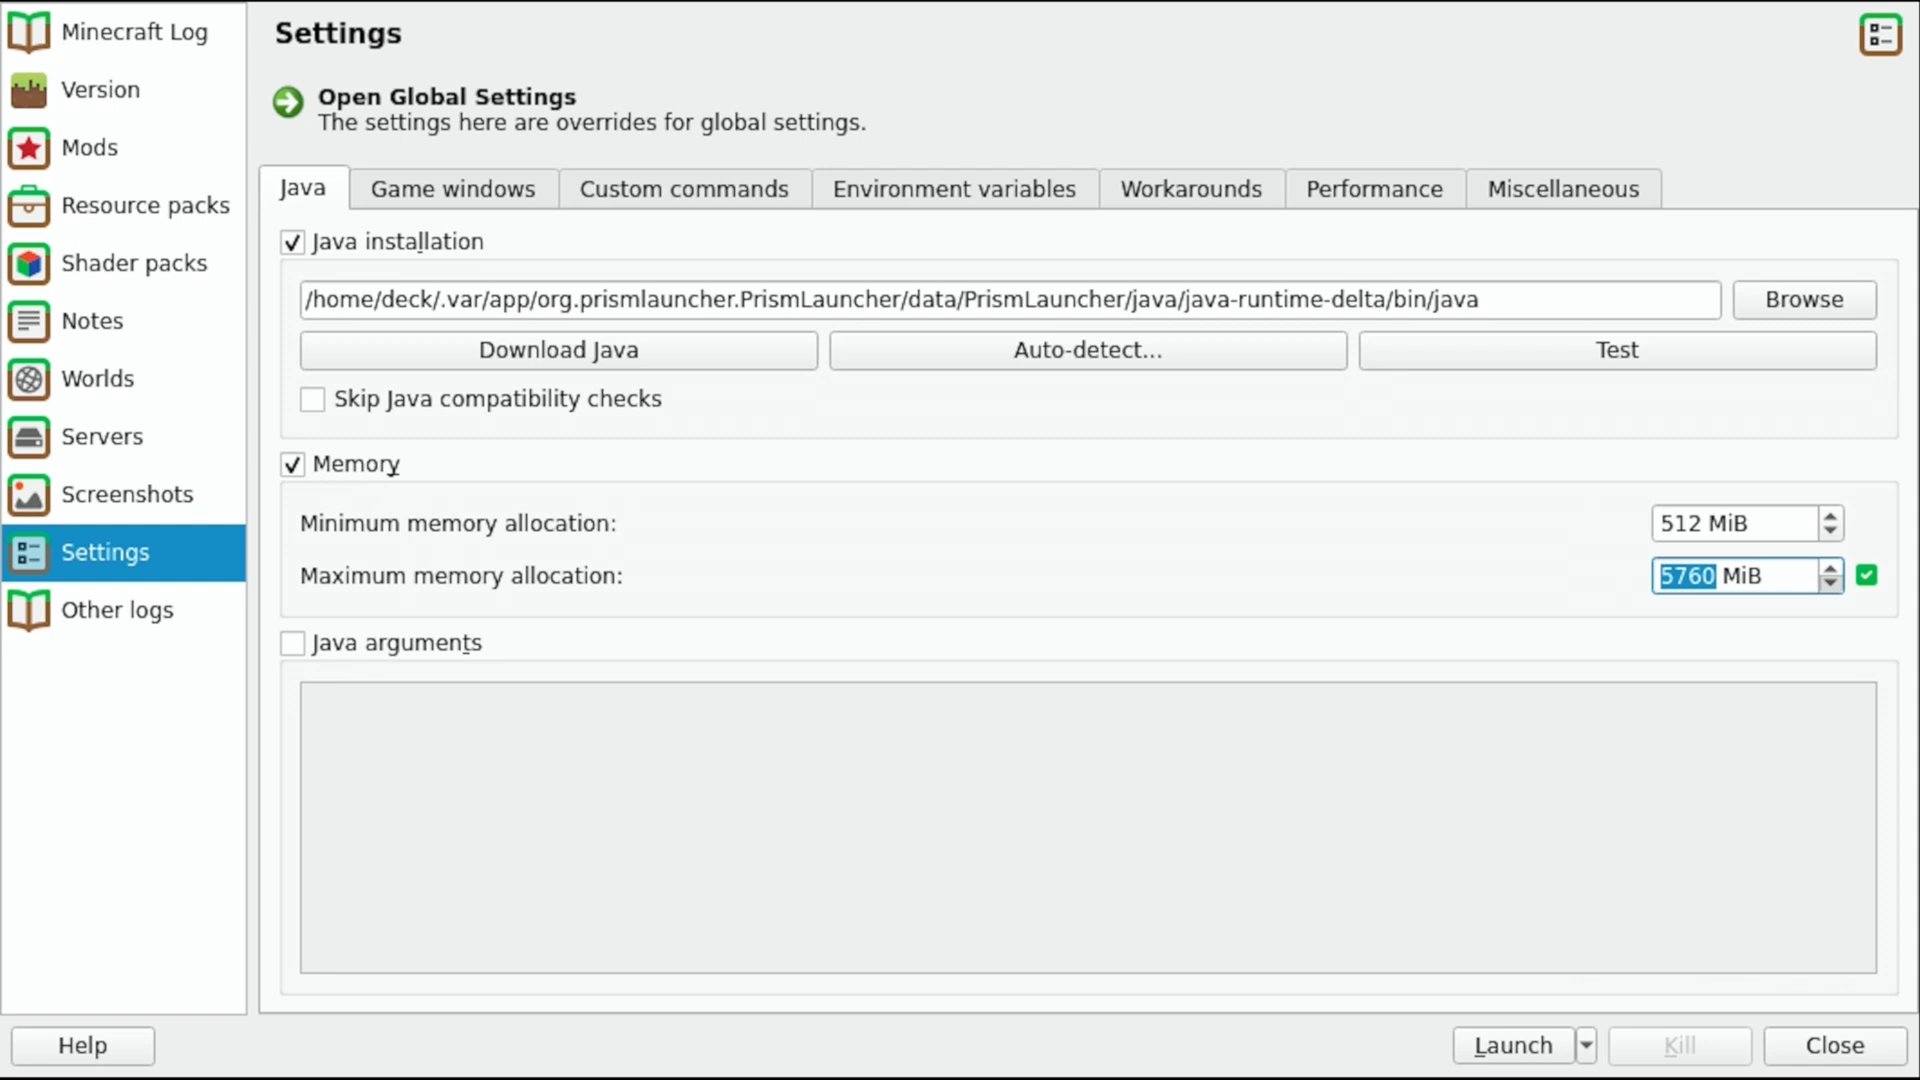 Minecraft Log
Version
Mods
Resource packs
Shader packs
Notes
Worlds
Servers
Screenshots
Settings
Other logs
Help
Settings
Open Global Settings
The settings here are overrides for global settings.
Java
Game windows
Custom commands
Environment variables
Workarounds
Performance
Miscellaneous
Java installation
/home/deck/.var/app/org.prismlauncher.PrismLauncher/data/PrismLauncher/java/java-runtime-delta/bin/java
Browse
Download Java
Auto-detect...
Test
Skip Java compatibility checks
Memory
Minimum memory allocation:
512 MiB
Maximum memory allocation:
5760 MiB
Java arguments
Launch
Kill
Close